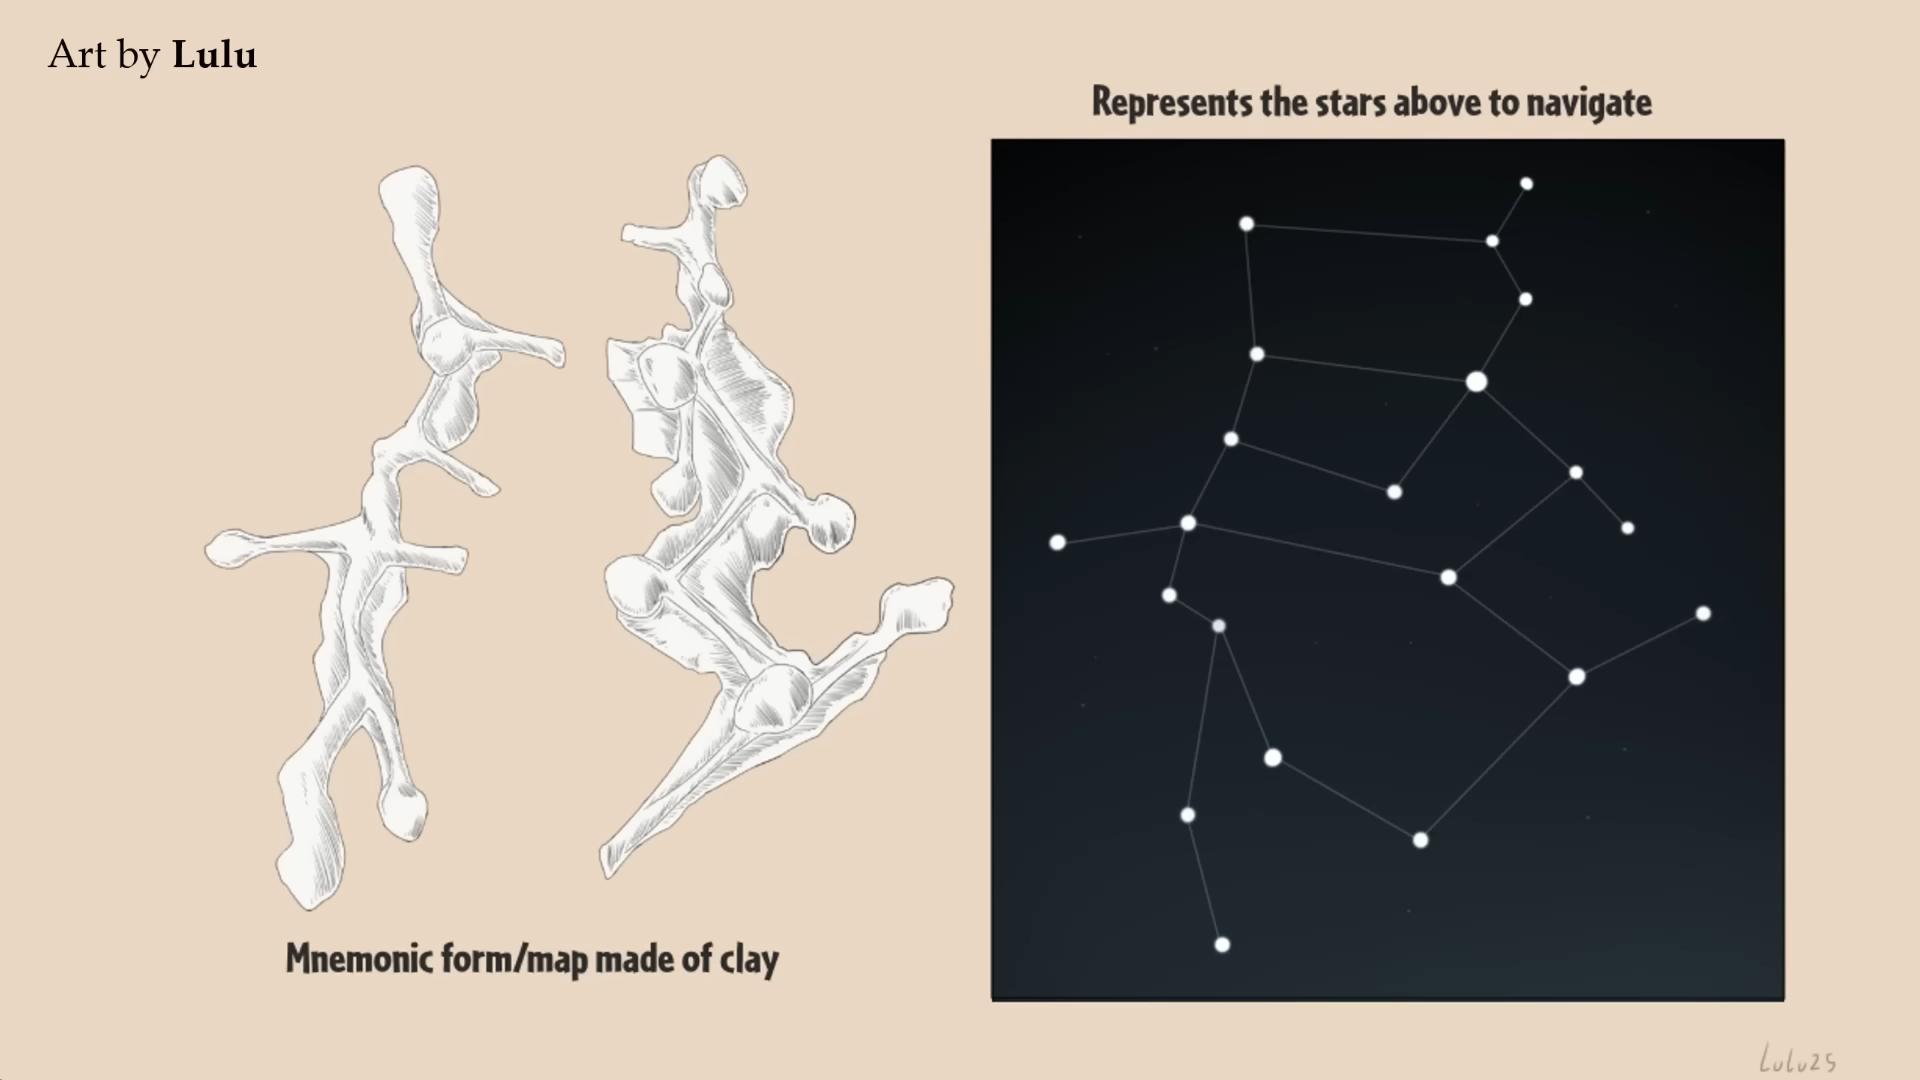 Art by Lulu
Represents the stars above to navigate
Mnemonic form/map made of clay
Lulu25